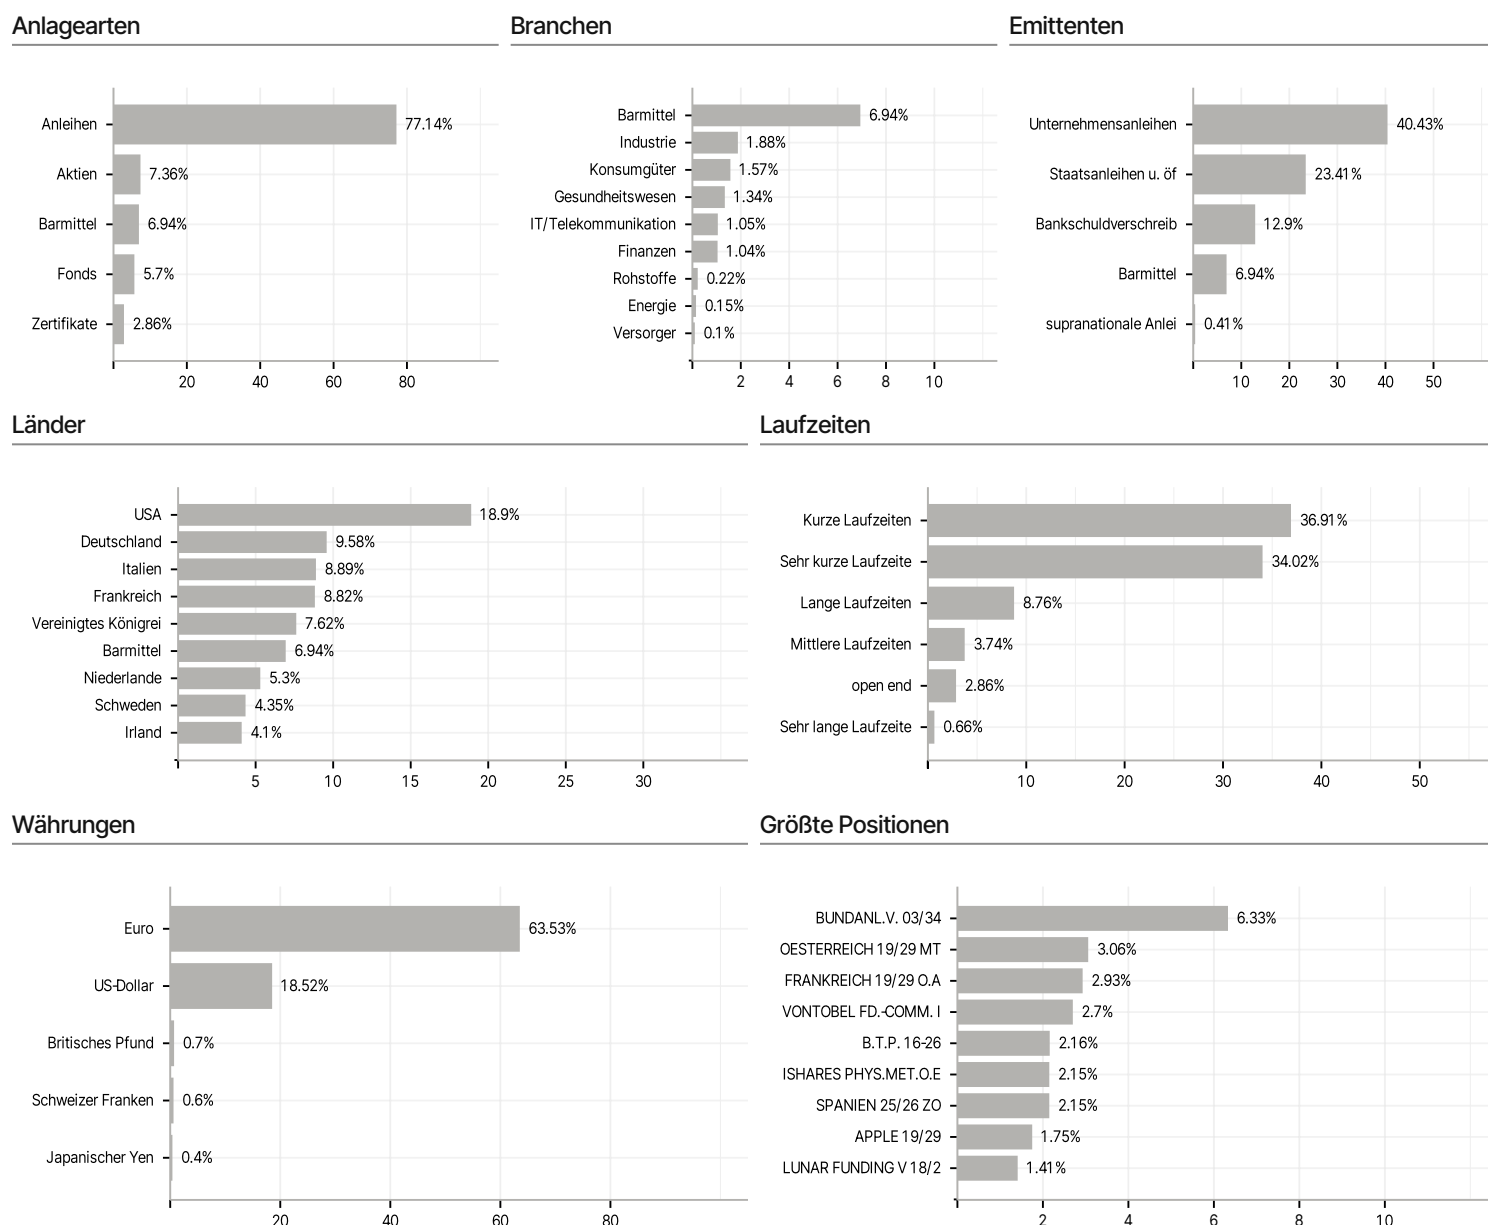 Anlagearten
Anleihen 77.14%
Aktien 7.36%
Barmittel 6.94%
Fonds 5.7%
Zertifikate 2.86%
20 40 60 80
Branchen
Barmittel 6.94%
Industrie 1.88%
Konsumgüter 1.57%
Gesundheitswesen 1.34%
IT/Telekommunikation 1.05%
Finanzen 1.04%
Rohstoffe 0.22%
Energie 0.15%
Versorger 0.1%
2 4 6 8 10
Emittenten
Unternehmensanleihen 40.43%
Staatsanleihen u. öf 23.41%
Bankschuldverschreib 12.9%
Barmittel 6.94%
supranationale Anlei 0.41%
10 20 30 40 50
Länder
USA 18.9%
Deutschland 9.58%
Italien 8.89%
Frankreich 8.82%
Vereinigtes Königrei 7.62%
Barmittel 6.94%
Niederlande 5.3%
Schweden 4.35%
Irland 4.1%
5 10 15 20 25 30
Laufzeiten
Kurze Laufzeiten 36.91%
Sehr kurze Laufzeite 34.02%
Lange Laufzeiten 8.76%
Mittlere Laufzeiten 3.74%
open end 2.86%
Sehr lange Laufzeite 0.66%
10 20 30 40 50
Währungen
Euro 63.53%
US-Dollar 18.52%
Britisches Pfund 0.7%
Schweizer Franken 0.6%
Japanischer Yen 0.4%
20 40 60 80
Größte Positionen
BUNDANL.V. 03/34 6.33%
OESTERREICH 19/29 MT 3.06%
FRANKREICH 19/29 O.A 2.93%
VONTOBEL FD.-COMM. I 2.7%
B.T.P. 16-26 2.16%
ISHARES PHYS.MET.O.E 2.15%
SPANIEN 25/26 ZO 2.15%
APPLE 19/29 1.75%
LUNAR FUNDING V 18/2 1.41%
2 4 6 8 10